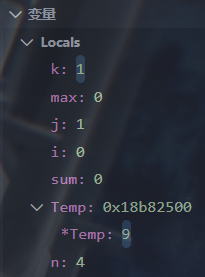 变量
Locals
k: 1
max: 0
j: 1
i: 0
sum: 0
Temp: 0x18b82500
*Temp: 9
n: 4